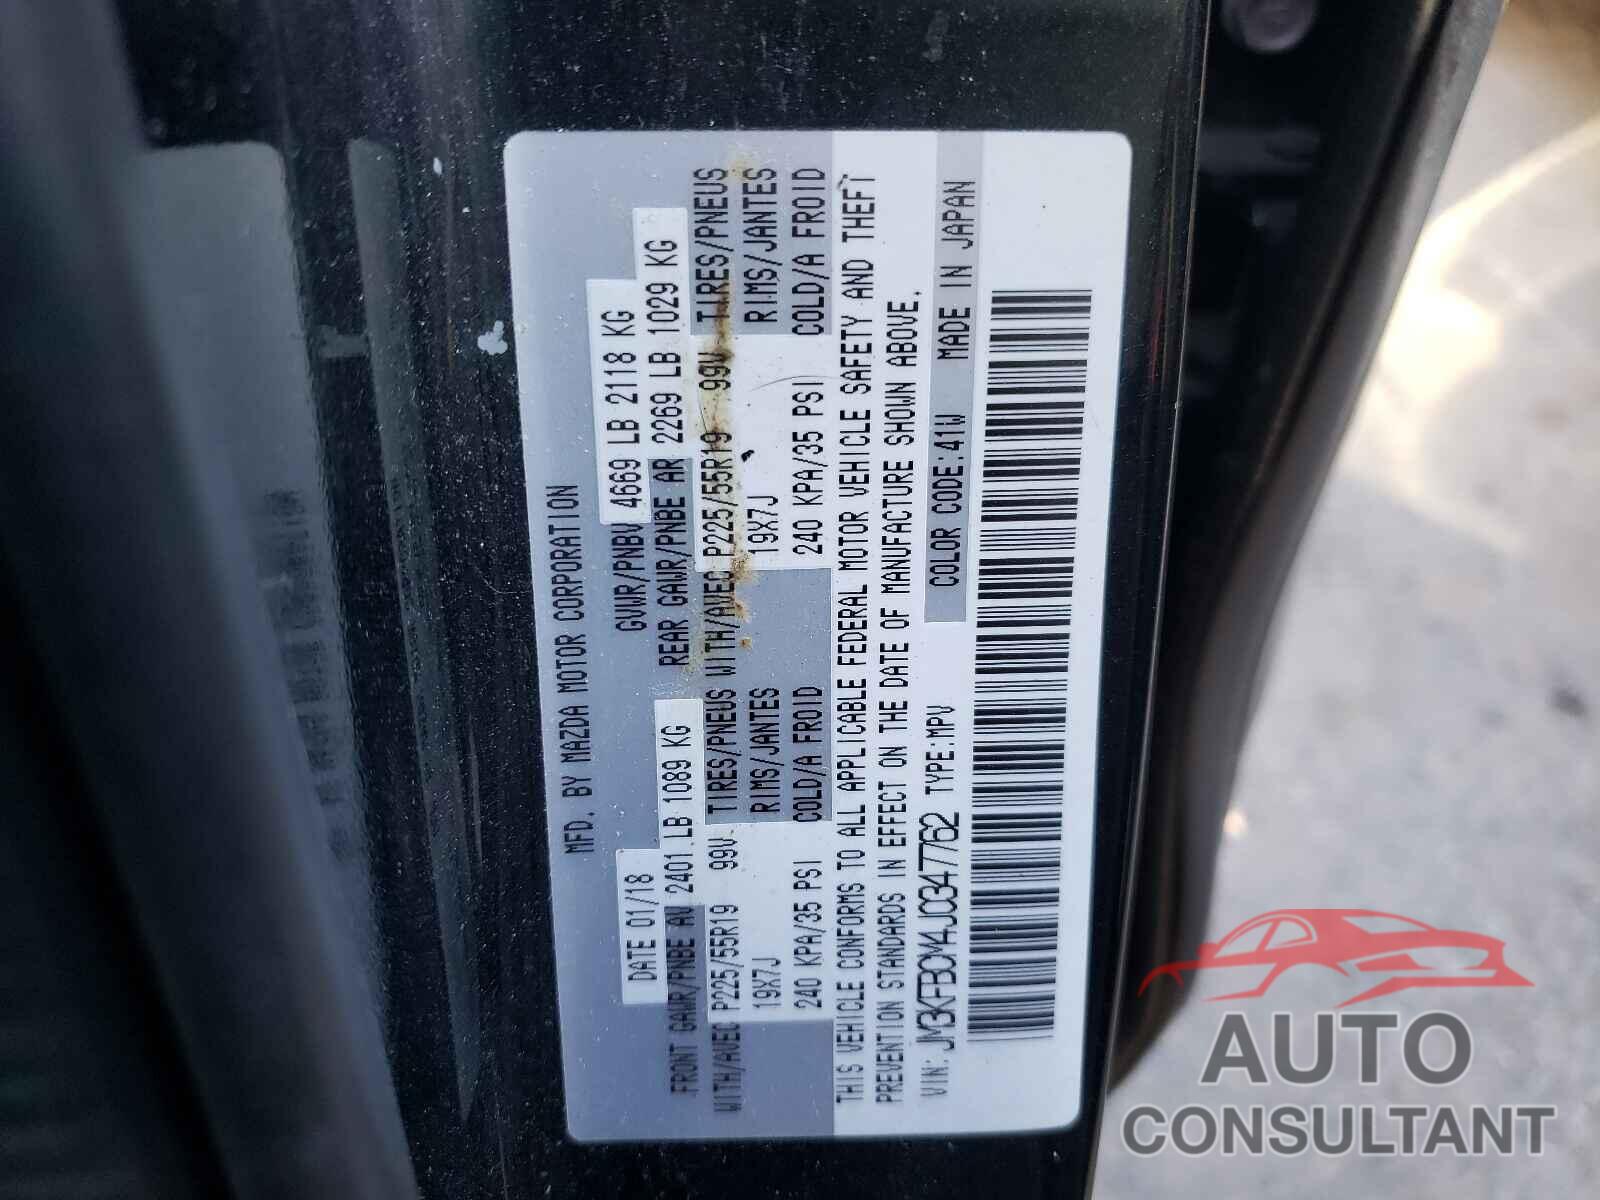 MFD. BY MAZDA MOTOR CORPORATION
DATE 01/18 GVWR/PNBV 4669 LB 2118 KG
FRONT GAWR/PNBE AV 2401 LB 1089 KG REAR GAWR/PNBE AR 2269 LB 1029 KG
WITH/AVEC P225/55R19 99V TIRES/PNEUS WITH/AVEC P225/55R19 99V TIRES/PNEUS
19X7J RIMS/JANTES 19X7J RIMS/JANTES
240 KPA/35 PSI COLD/A FROID 240 KPA/35 PSI COLD/A FROID
THIS VEHICLE CONFORMS TO ALL APPLICABLE FEDERAL MOTOR VEHICLE SAFETY AND THEFT
PREVENTION STANDARDS IN EFFECT ON THE DATE OF MANUFACTURE SHOWN ABOVE.
VIN: JM3KFBCM4J0347762 TYPE:MPV COLOR CODE:41W MADE IN JAPAN
AUTO
CONSULTANT